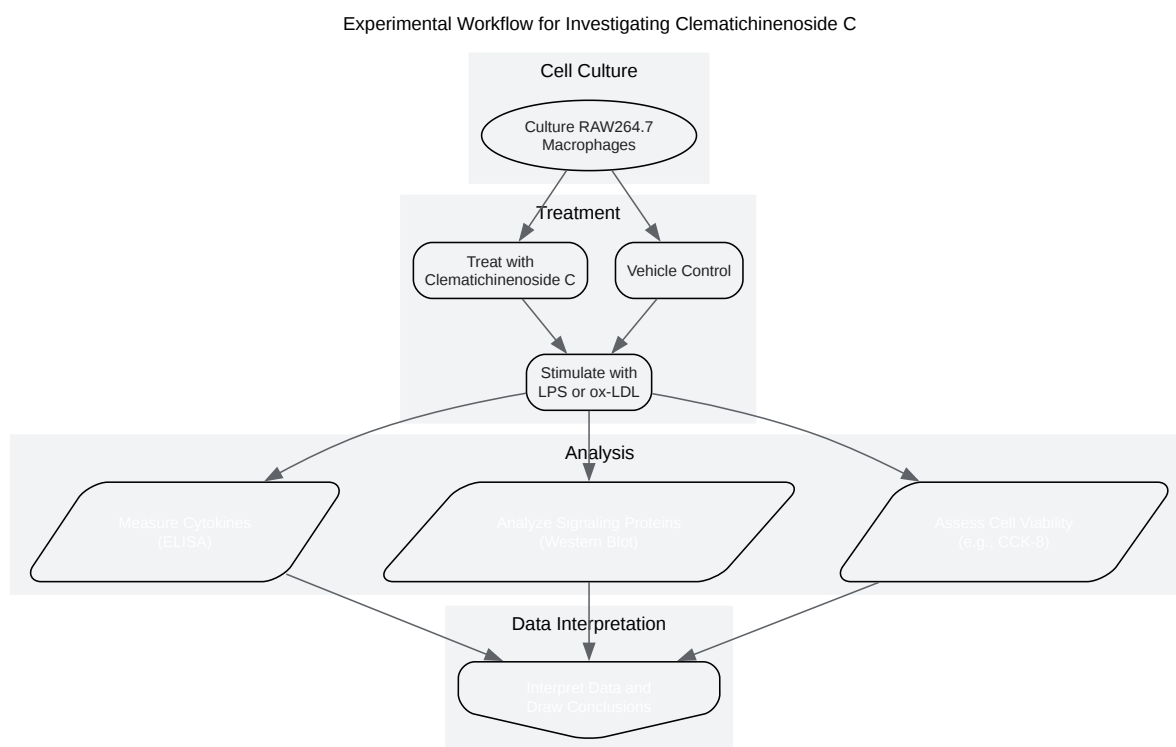 Experimental Workflow for Investigating Clematichinenoside C
Cell Culture
Culture RAW264.7
Macrophages
Treatment
Treat with
Clematichinenoside C
Vehicle Control
Stimulate with
LPS or ox-LDL
Analysis
Measure Cytokines
(ELISA)
Analyze Signaling Proteins
(Western Blot)
Assess Cell Viability
(e.g., CCK-8)
Data Interpretation
Interpret Data and
Draw Conclusions